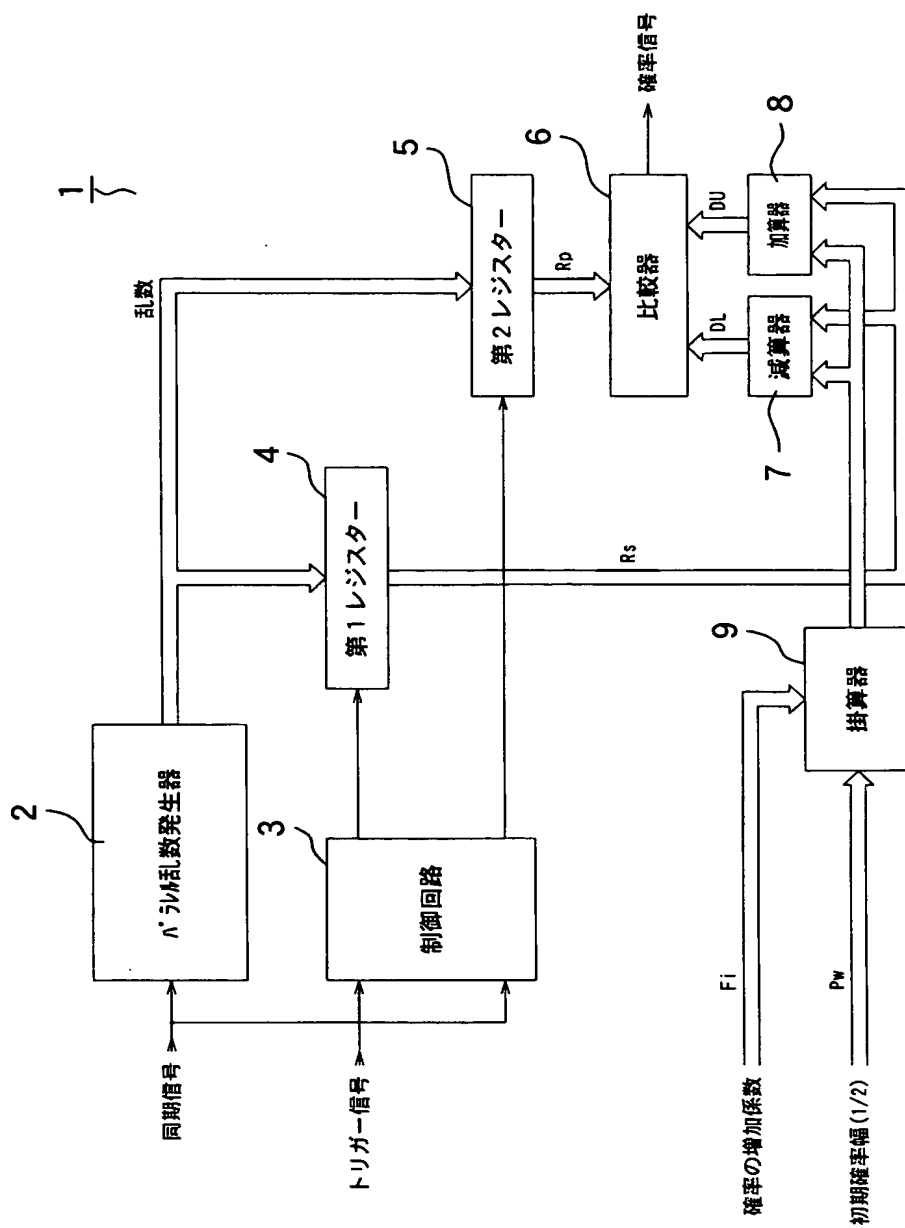 1
同期信号
トリガー信号
2
パラレル乱数発生器
3
制御回路
乱数
4
第1レジスター
5
第2レジスター
Rp
6
比較器
確率信号
DL
DU
7
減算器
8
加算器
Rs
9
掛算器
確率の増加係数
Fi
初期確率幅(1/2)
Pw